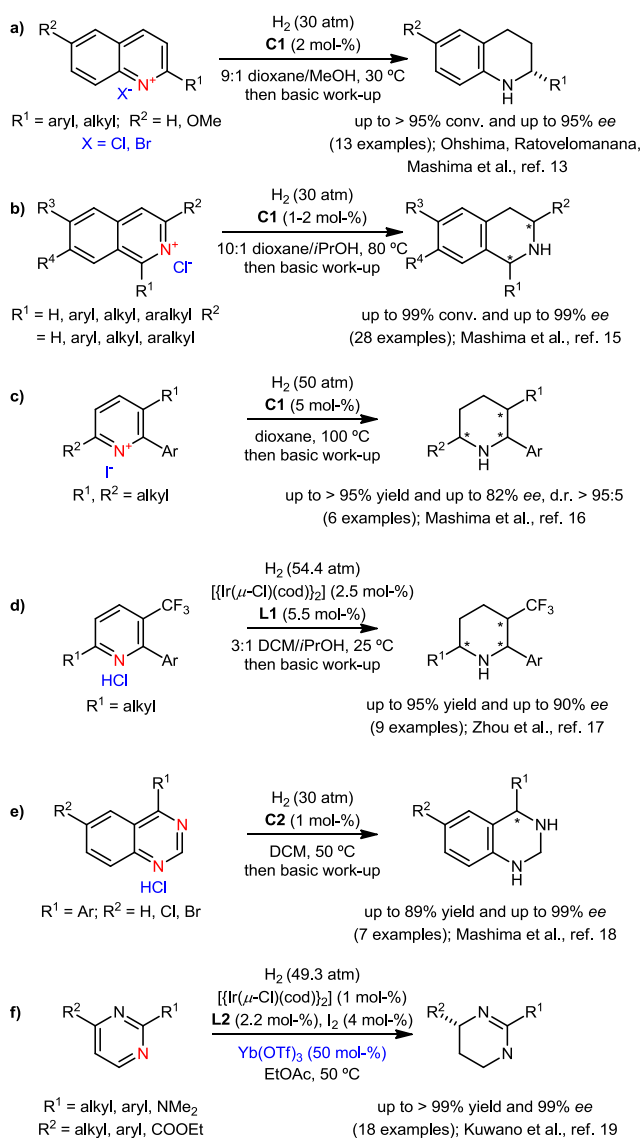 a)
R2
N+
X-
R1
R1 = aryl, alkyl; R2 = H, OMe
X = Cl, Br
H2 (30 atm)
C1 (2 mol-%)
9:1 dioxane/MeOH, 30 ºC
then basic work-up
R2
N
H
R1
up to > 95% conv. and up to 95% ee
(13 examples); Ohshima, Ratovelomanana,
Mashima et al., ref. 13
b)
R3
R2
R4
N+
Cl-
R1
R1 = H, aryl, alkyl, aralkyl R2
= H, aryl, alkyl, aralkyl
H2 (30 atm)
C1 (1-2 mol-%)
10:1 dioxane/iPrOH, 80 ºC
then basic work-up
R3
R2
*
NH
R4
*
R1
up to 99% conv. and up to 99% ee
(28 examples); Mashima et al., ref. 15
c)
R1
R2
N+
Ar
I-
R1, R2 = alkyl
H2 (50 atm)
C1 (5 mol-%)
dioxane, 100 ºC
then basic work-up
R1
*
* *
R2
N
H
Ar
up to > 95% yield and up to 82% ee, d.r. > 95:5
(6 examples); Mashima et al., ref. 16
d)
CF3
R1
N
Ar
HCl
R1 = alkyl
H2 (54.4 atm)
[{Ir(μ-Cl)(cod)}2] (2.5 mol-%)
L1 (5.5 mol-%)
3:1 DCM/iPrOH, 25 ºC
then basic work-up
CF3
*
* *
R1
N
H
Ar
up to 95% yield and up to 90% ee
(9 examples); Zhou et al., ref. 17
e)
R1
R2
N
N
HCl
R1 = Ar; R2 = H, Cl, Br
H2 (30 atm)
C2 (1 mol-%)
DCM, 50 ºC
then basic work-up
R1
R2
*
NH
N
H
up to 89% yield and up to 99% ee
(7 examples); Mashima et al., ref. 18
f)
R2
N
R1
N
R1 = alkyl, aryl, NMe2
R2 = alkyl, aryl, COOEt
H2 (49.3 atm)
[{Ir(μ-Cl)(cod)}2] (1 mol-%)
L2 (2.2 mol-%), I2 (4 mol-%)
Yb(OTf)3 (50 mol-%)
EtOAc, 50 ºC
R2
N
R1
N
up to > 99% yield and 99% ee
(18 examples); Kuwano et al., ref. 19